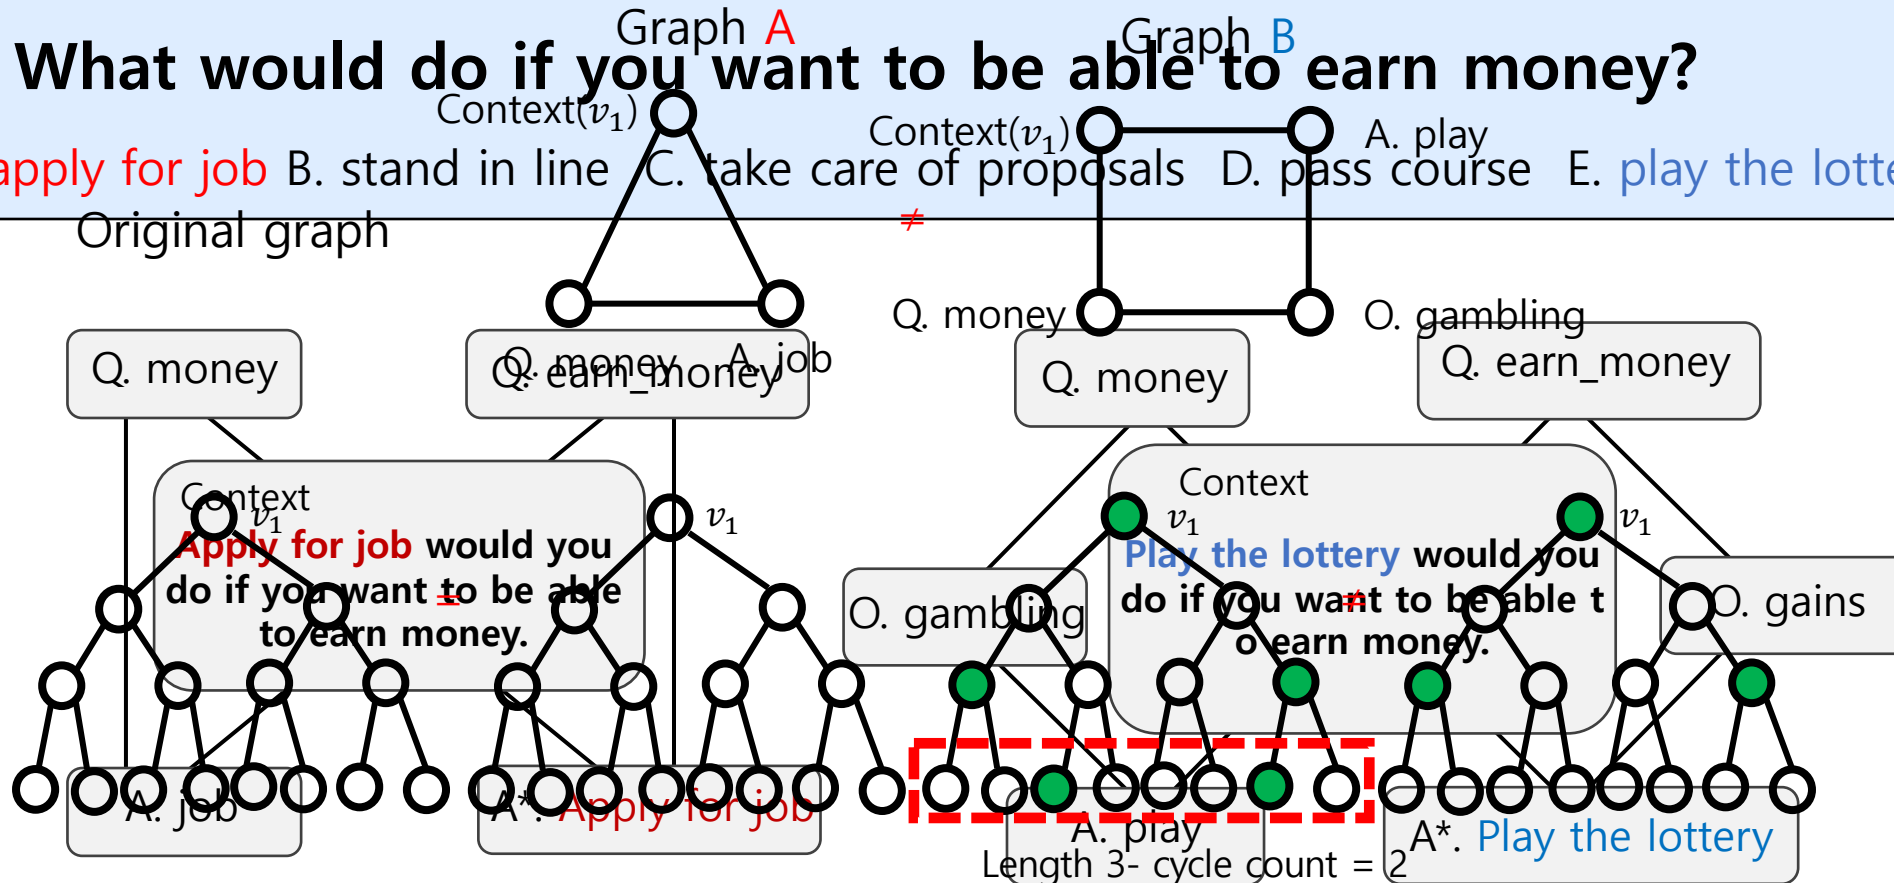 Graph A
Graph B
What would do if you want to be able to earn money?
Context(v1)
Context(v1)
A. play
apply for job B. stand in line C. take care of proposals D. pass course E. play the lotte
Original graph
≠
Q. money
O. gambling
Q. money
Q. earn_money
Q. money
A. job
Q. money
Q. earn_money
Context
v1
Apply for job would you
do if you want to be able
to earn money.
=
v1
Context
v1
Play the lottery would you
do if you want to be able t
o earn money.
≠
v1
O. gambling
O. gains
A. job
A*. Apply for job
A. play
A*. Play the lottery
Length 3- cycle count = 2